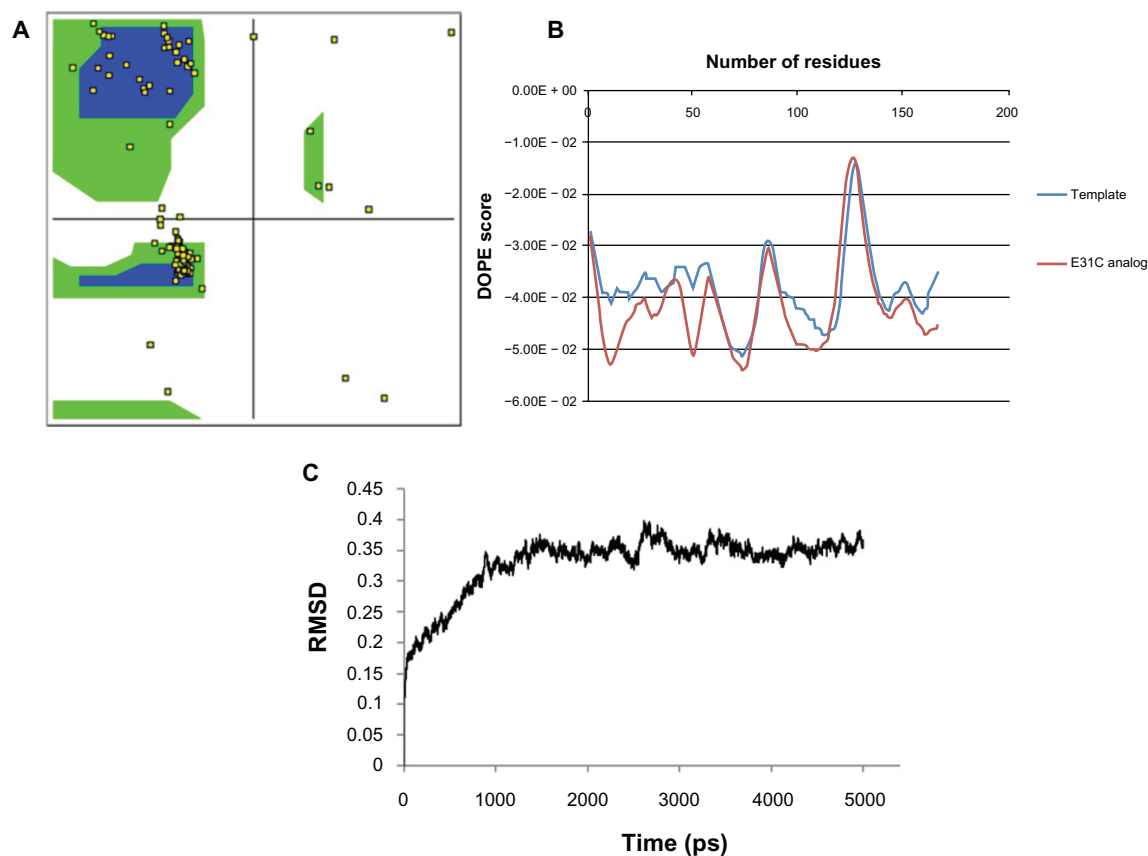 A
B
Number of residues
0.00E + 00
0
50
100
150
200
−1.00E − 02
−2.00E − 02
−3.00E − 02
−4.00E − 02
−5.00E − 02
−6.00E − 02
DOPE score
Template
E31C analog
C
0.45
0.4
0.35
0.3
0.25
0.2
0.15
0.1
0.05
0
RMSD
0
1000
2000
3000
4000
5000
Time (ps)